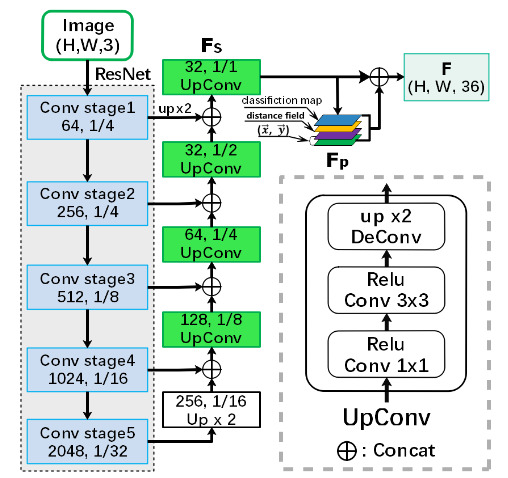 Image
(H,W,3)
ResNet
Conv stage1
64, 1/4
Conv stage2
256, 1/4
Conv stage3
512, 1/8
Conv stage4
1024, 1/16
Conv stage5
2048, 1/32
Fs
32, 1/1
UpConv
up x2
32, 1/2
UpConv
64, 1/4
UpConv
128, 1/8
UpConv
256, 1/16
Up x 2
classifiction map
distance field
(x⃗, y⃗)
Fp
F
(H, W, 36)
up x2
DeConv
Relu
Conv 3x3
Relu
Conv 1x1
UpConv
⊕: Concat